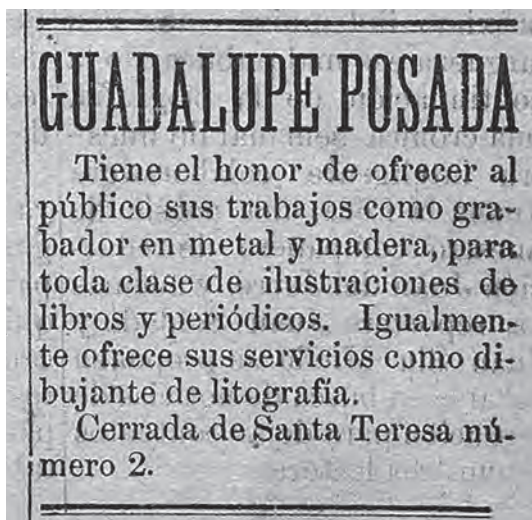 GUADALUPE POSADA
Tiene el honor de ofrecer al
público sus trabajos como gra-
bador en metal y madera, para
toda clase de ilustraciones de
libros y periódicos. Igualmen-
te ofrece sus servicios como di-
bujante de litografía.
Cerrada de Santa Teresa nú-
mero 2.